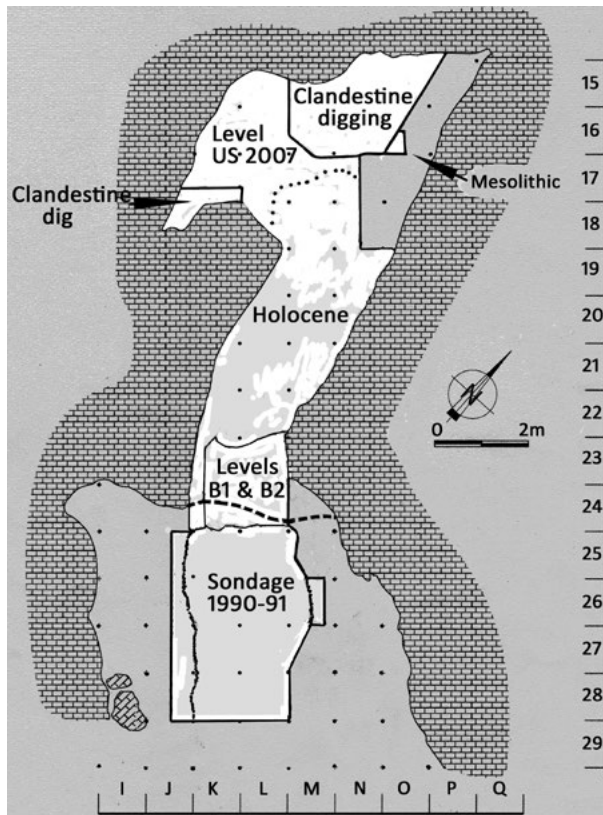 Clandestine
digging
Level
US 2007
Mesolithic
Clandestine
dig
Holocene
N
0 2m
Levels
B1 & B2
Sondage
1990-91
15
16
17
18
19
20
21
22
23
24
25
26
27
28
29
I J K L M N O P Q